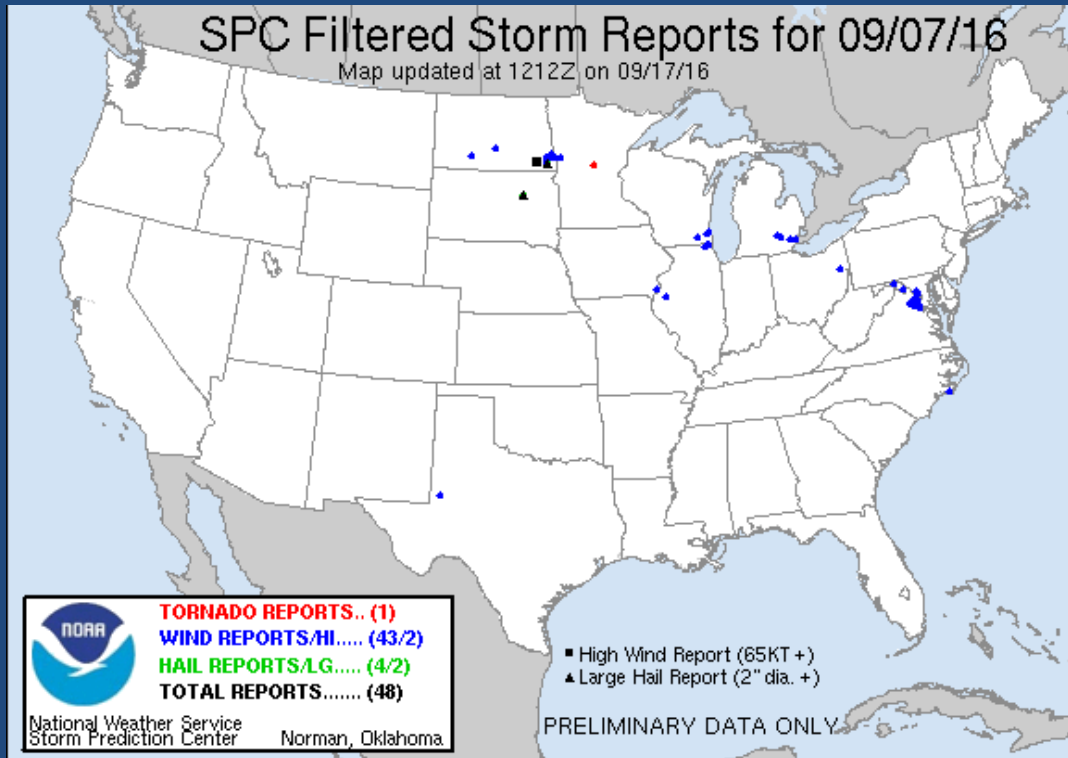 SPC Filtered Storm Reports for 09/07/16
Map updated at 1212Z on 09/17/16
NOAA
TORNADO REPORTS.. (1)
WIND REPORTS/HI..... (43/2)
HAIL REPORTS/LG..... (4/2)
TOTAL REPORTS....... (48)
National Weather Service
Storm Prediction Center Norman, Oklahoma
High Wind Report (65KT +)
Large Hail Report (2" dia. +)
PRELIMINARY DATA ONLY